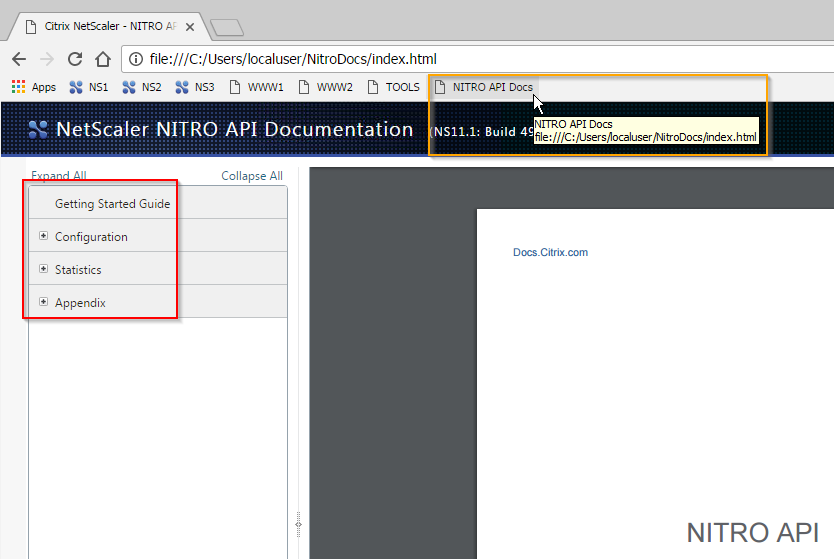 Citrix NetScaler - NITRO AP
file:///C:/Users/localuser/NitroDocs/index.html
Apps NS1 NS2 NS3 WWW1 WWW2 TOOLS NITRO API Docs
NetScaler NITRO API Documentation (NS11.1: Build 49
NITRO API Docs
file:///C:/Users/localuser/NitroDocs/index.html
Expand All Collapse All
Getting Started Guide
Configuration
Statistics
Appendix
Docs.Citrix.com
NITRO API